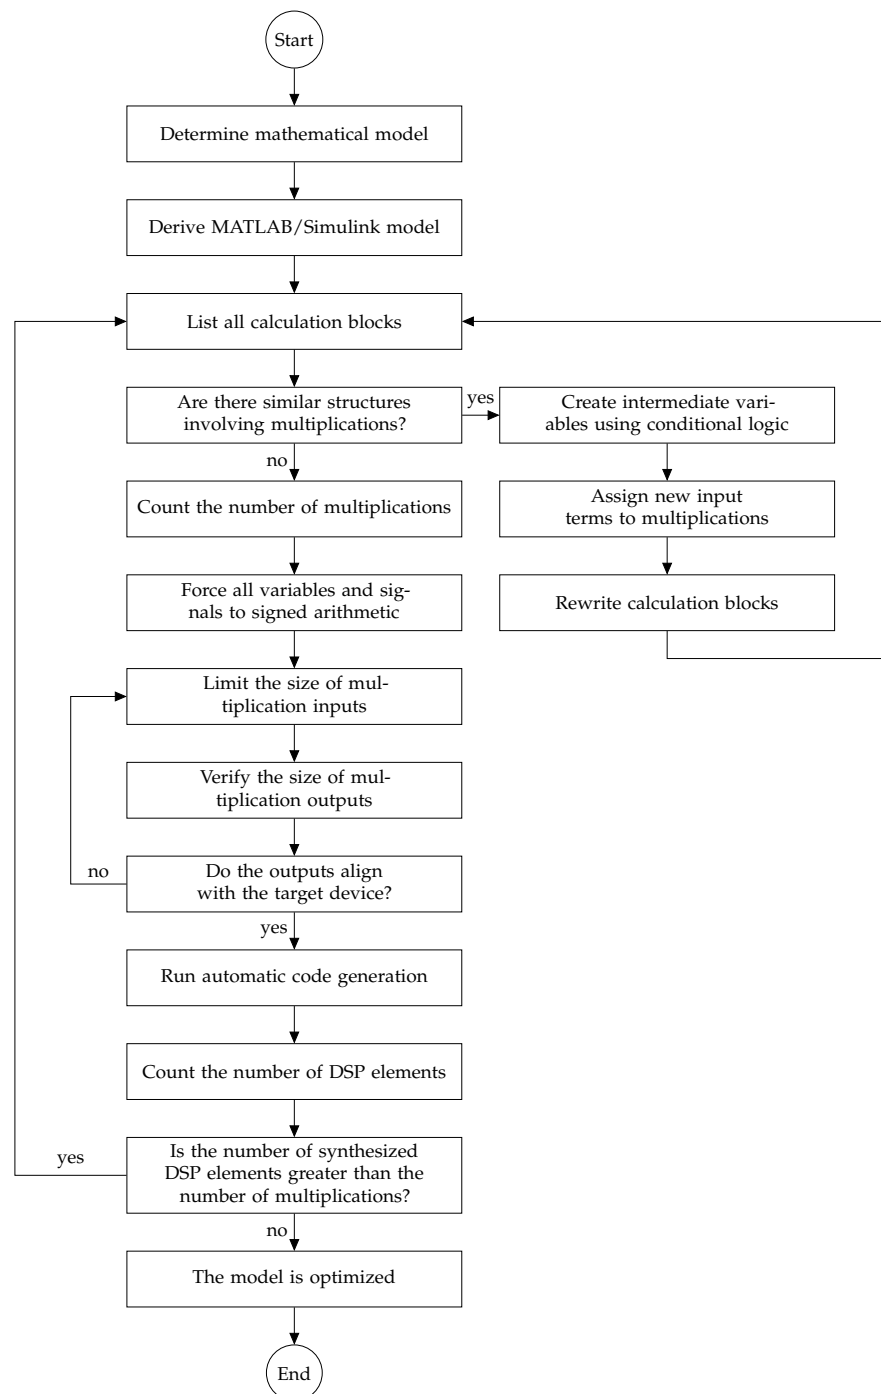 Start
Determine mathematical model
Derive MATLAB/Simulink model
List all calculation blocks
Are there similar structures
involving multiplications?
yes
Create intermediate vari-
ables using conditional logic
no
Count the number of multiplications
Assign new input
terms to multiplications
Force all variables and sig-
nals to signed arithmetic
Rewrite calculation blocks
Limit the size of mul-
tiplication inputs
Verify the size of mul-
tiplication outputs
Do the outputs align
with the target device?
no
yes
Run automatic code generation
Count the number of DSP elements
Is the number of synthesized
DSP elements greater than the
number of multiplications?
yes
no
The model is optimized
End